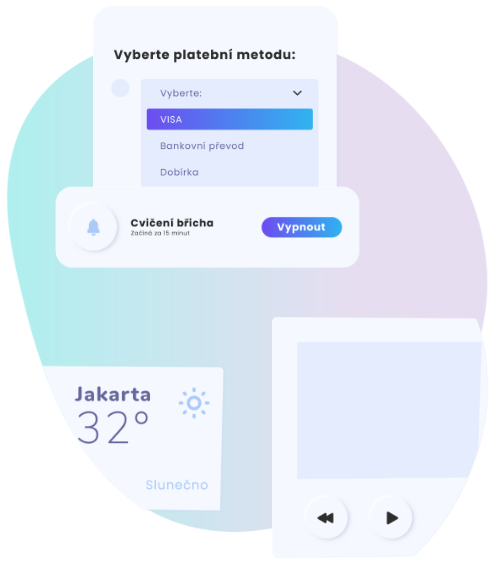 Vyberte platební metodu:
Vyberte:
VISA
Bankovní převod
Dobírka
Cvičení břicha
Začíná za 15 minut
Vypnout
Jakarta
32°
Slunečno